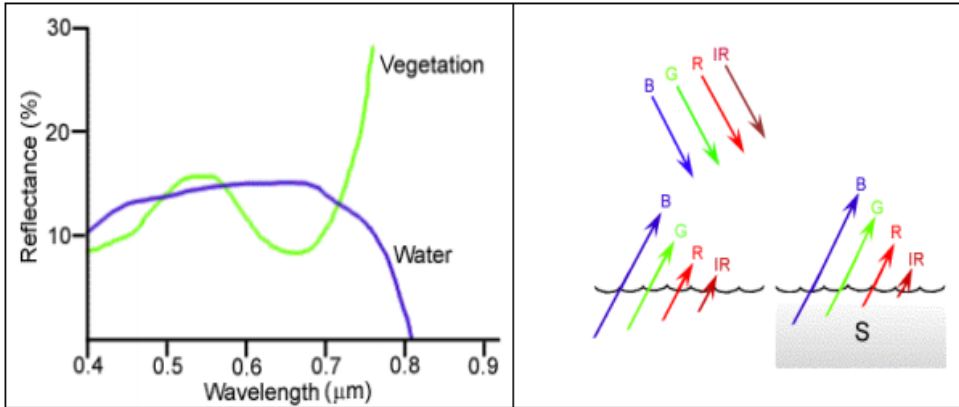 30
20
10
Reflectance (%)
Vegetation
Water
0.4 0.5 0.6 0.7 0.8 0.9
Wavelength (μm)
B G R IR
B G R IR
B G R IR
S